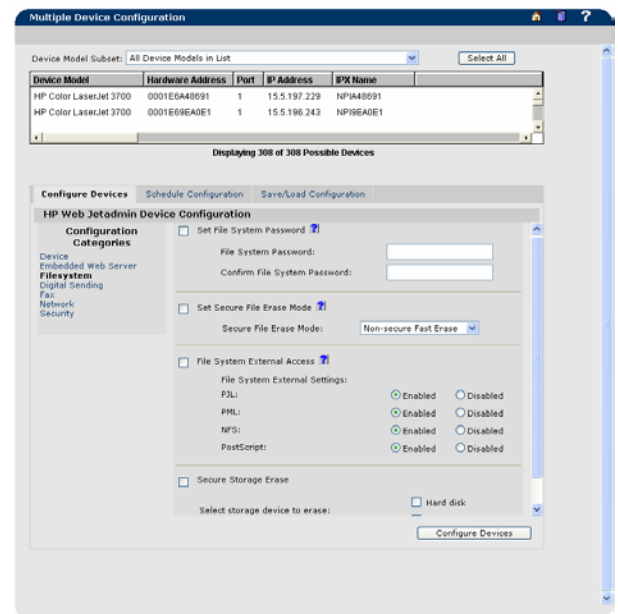 Multiple Device Configuration ?
Device Model Subset: All Device Models in List Select All
Device Model Hardware Address Port IP Address IPX Name
HP Color LaserJet 3700 0001E6A48691 1 15.5.197.229 NPIA48691
HP Color LaserJet 3700 0001E69EA0E1 1 15.5.196.243 NPI9EA0E1
Displaying 308 of 308 Possible Devices
Configure Devices Schedule Configuration Save/Load Configuration
HP Web Jetadmin Device Configuration
Configuration
Categories
Device
Embedded Web Server
Filesystem
Digital Sending
Fax
Network
Security
Set File System Password ?
File System Password:
Confirm File System Password:
Set Secure File Erase Mode ?
Secure File Erase Mode: Non-secure Fast Erase
File System External Access ?
File System External Settings:
PJL: Enabled Disabled
PML: Enabled Disabled
NFS: Enabled Disabled
PostScript: Enabled Disabled
Secure Storage Erase
Hard disk
Select storage device to erase:
Configure Devices